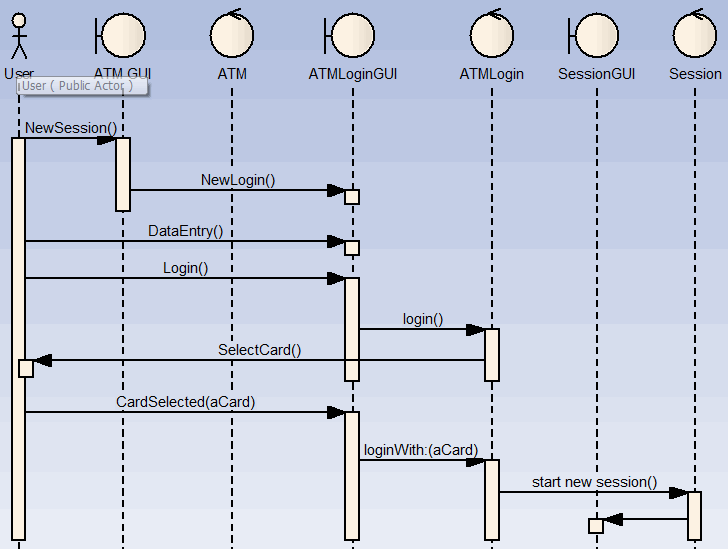 User
ATM GUI
ATM
ATMLoginGUI
ATMLogin
SessionGUI
Session
User ( Public Actor )
NewSession()
NewLogin()
DataEntry()
Login()
login()
SelectCard()
CardSelected(aCard)
loginWith:(aCard)
start new session()